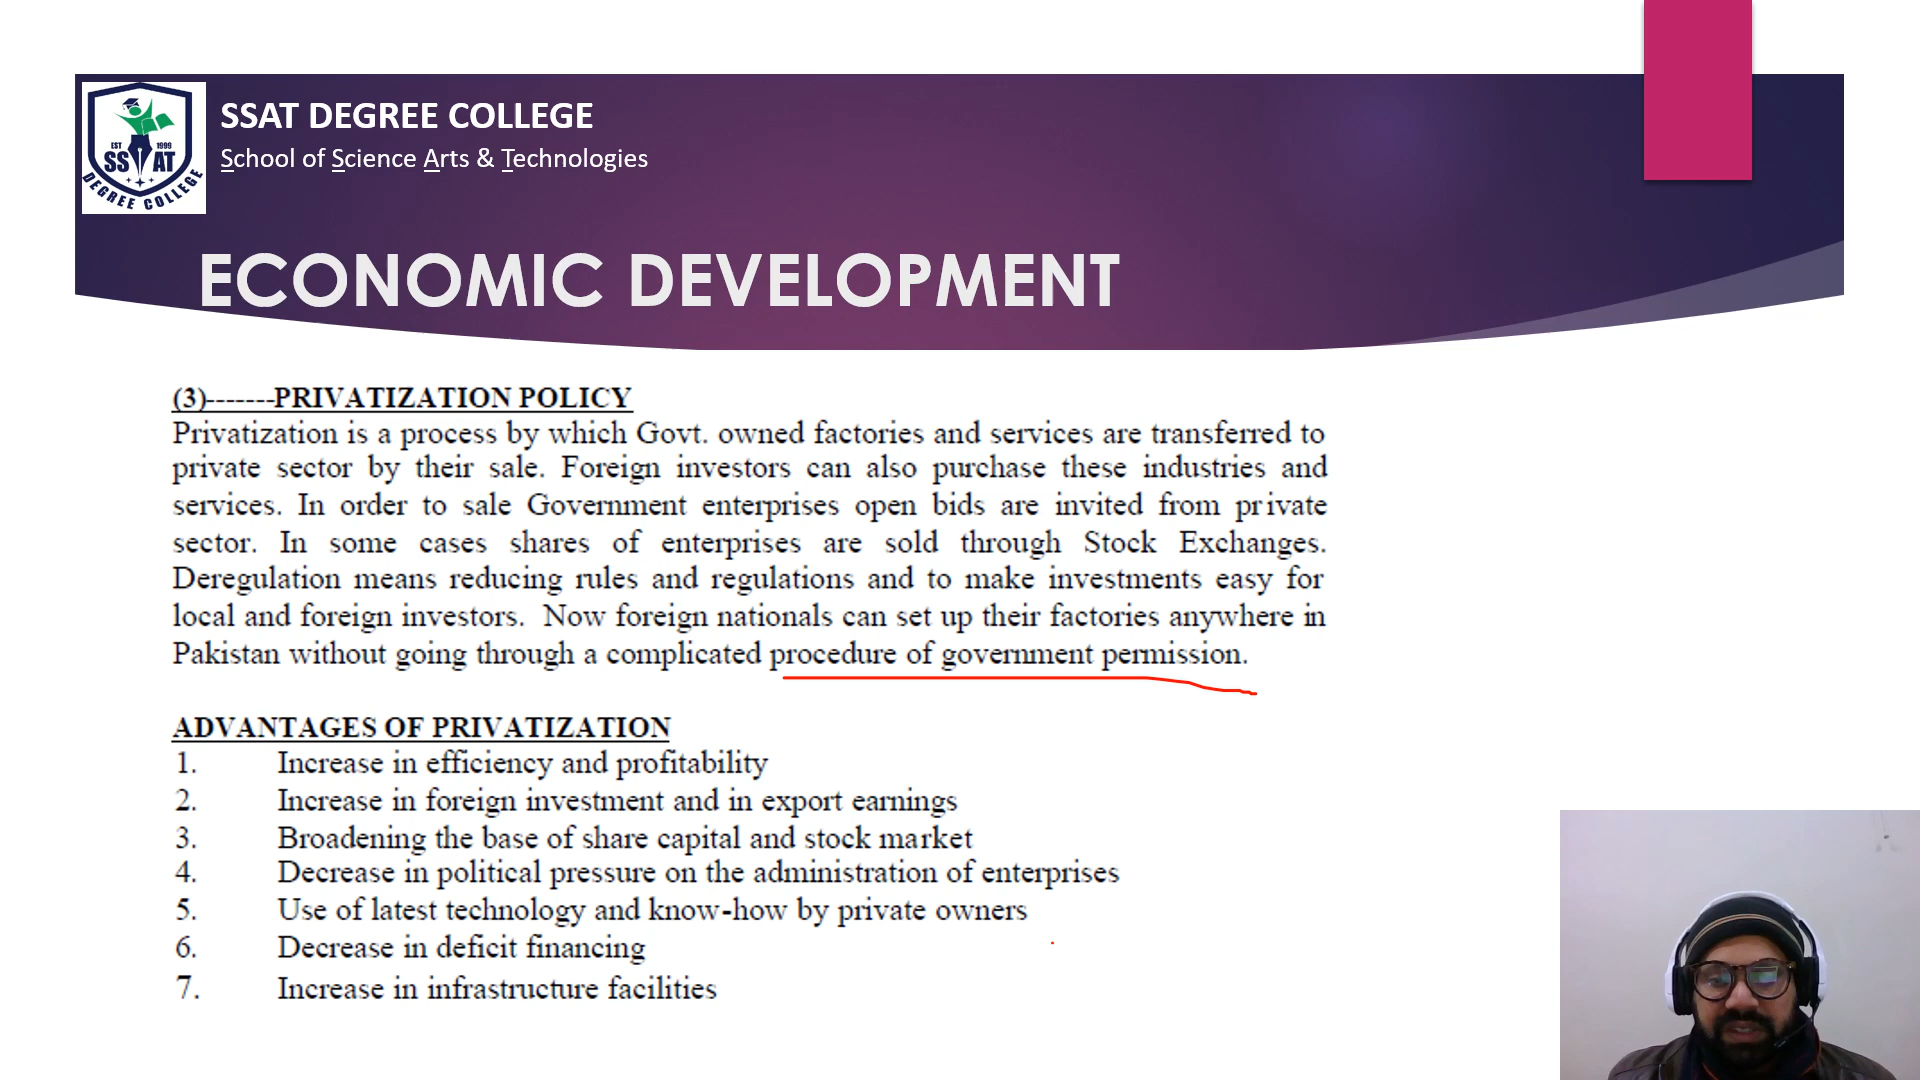 EST 1999
SS AT
DEGREE COLLEGE
SSAT DEGREE COLLEGE
School of Science Arts & Technologies
ECONOMIC DEVELOPMENT
(3)-------PRIVATIZATION POLICY
Privatization is a process by which Govt. owned factories and services are transferred to
private sector by their sale. Foreign investors can also purchase these industries and
services. In order to sale Government enterprises open bids are invited from private
sector. In some cases shares of enterprises are sold through Stock Exchanges.
Deregulation means reducing rules and regulations and to make investments easy for
local and foreign investors. Now foreign nationals can set up their factories anywhere in
Pakistan without going through a complicated procedure of government permission.
ADVANTAGES OF PRIVATIZATION
1. Increase in efficiency and profitability
2. Increase in foreign investment and in export earnings
3. Broadening the base of share capital and stock market
4. Decrease in political pressure on the administration of enterprises
5. Use of latest technology and know-how by private owners
6. Decrease in deficit financing
7. Increase in infrastructure facilities